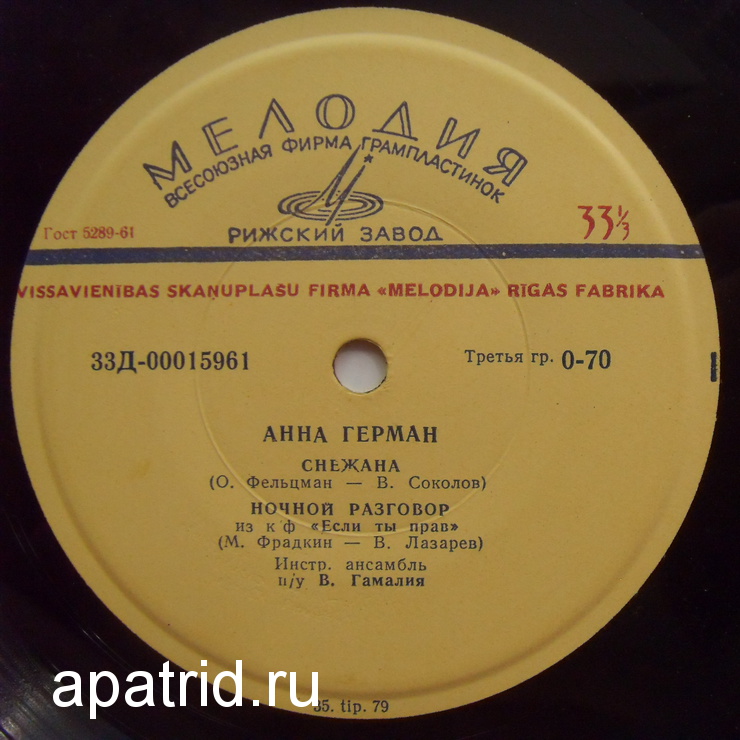 МЕЛОДИЯ
ВСЕСОЮЗНАЯ ФИРМА ГРАМПЛАСТИНОК
РИЖСКИЙ ЗАВОД
Гост 5289-61
33⅓
VISSAVIENĪBAS SKAŅUPLAŠU FIRMA «MELODIJA» RĪGAS FABRIKA
33Д-00015961
Третья гр. 0-70
АННА ГЕРМАН
СНЕЖАНА
(О. Фельцман — В. Соколов)
НОЧНОЙ РАЗГОВОР
из к/ф «Если ты прав»
(М. Фрадкин — В. Лазарев)
Инстр. ансамбль
п/у В. Гамалия
apatrid.ru
35. tip. 79